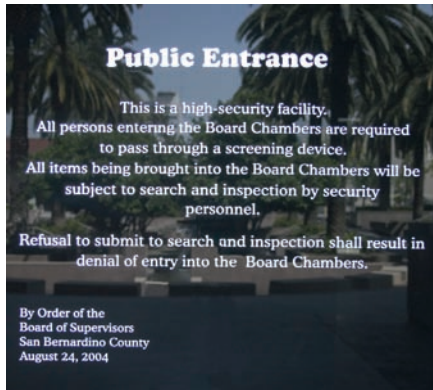 Public Entrance
This is a high-security facility.
All persons entering the Board Chambers are required
to pass through a screening device.
All items being brought into the Board Chambers will be
subject to search and inspection by security
personnel.
Refusal to submit to search and inspection shall result in
denial of entry into the Board Chambers.
By Order of the
Board of Supervisors
San Bernardino County
August 24, 2004